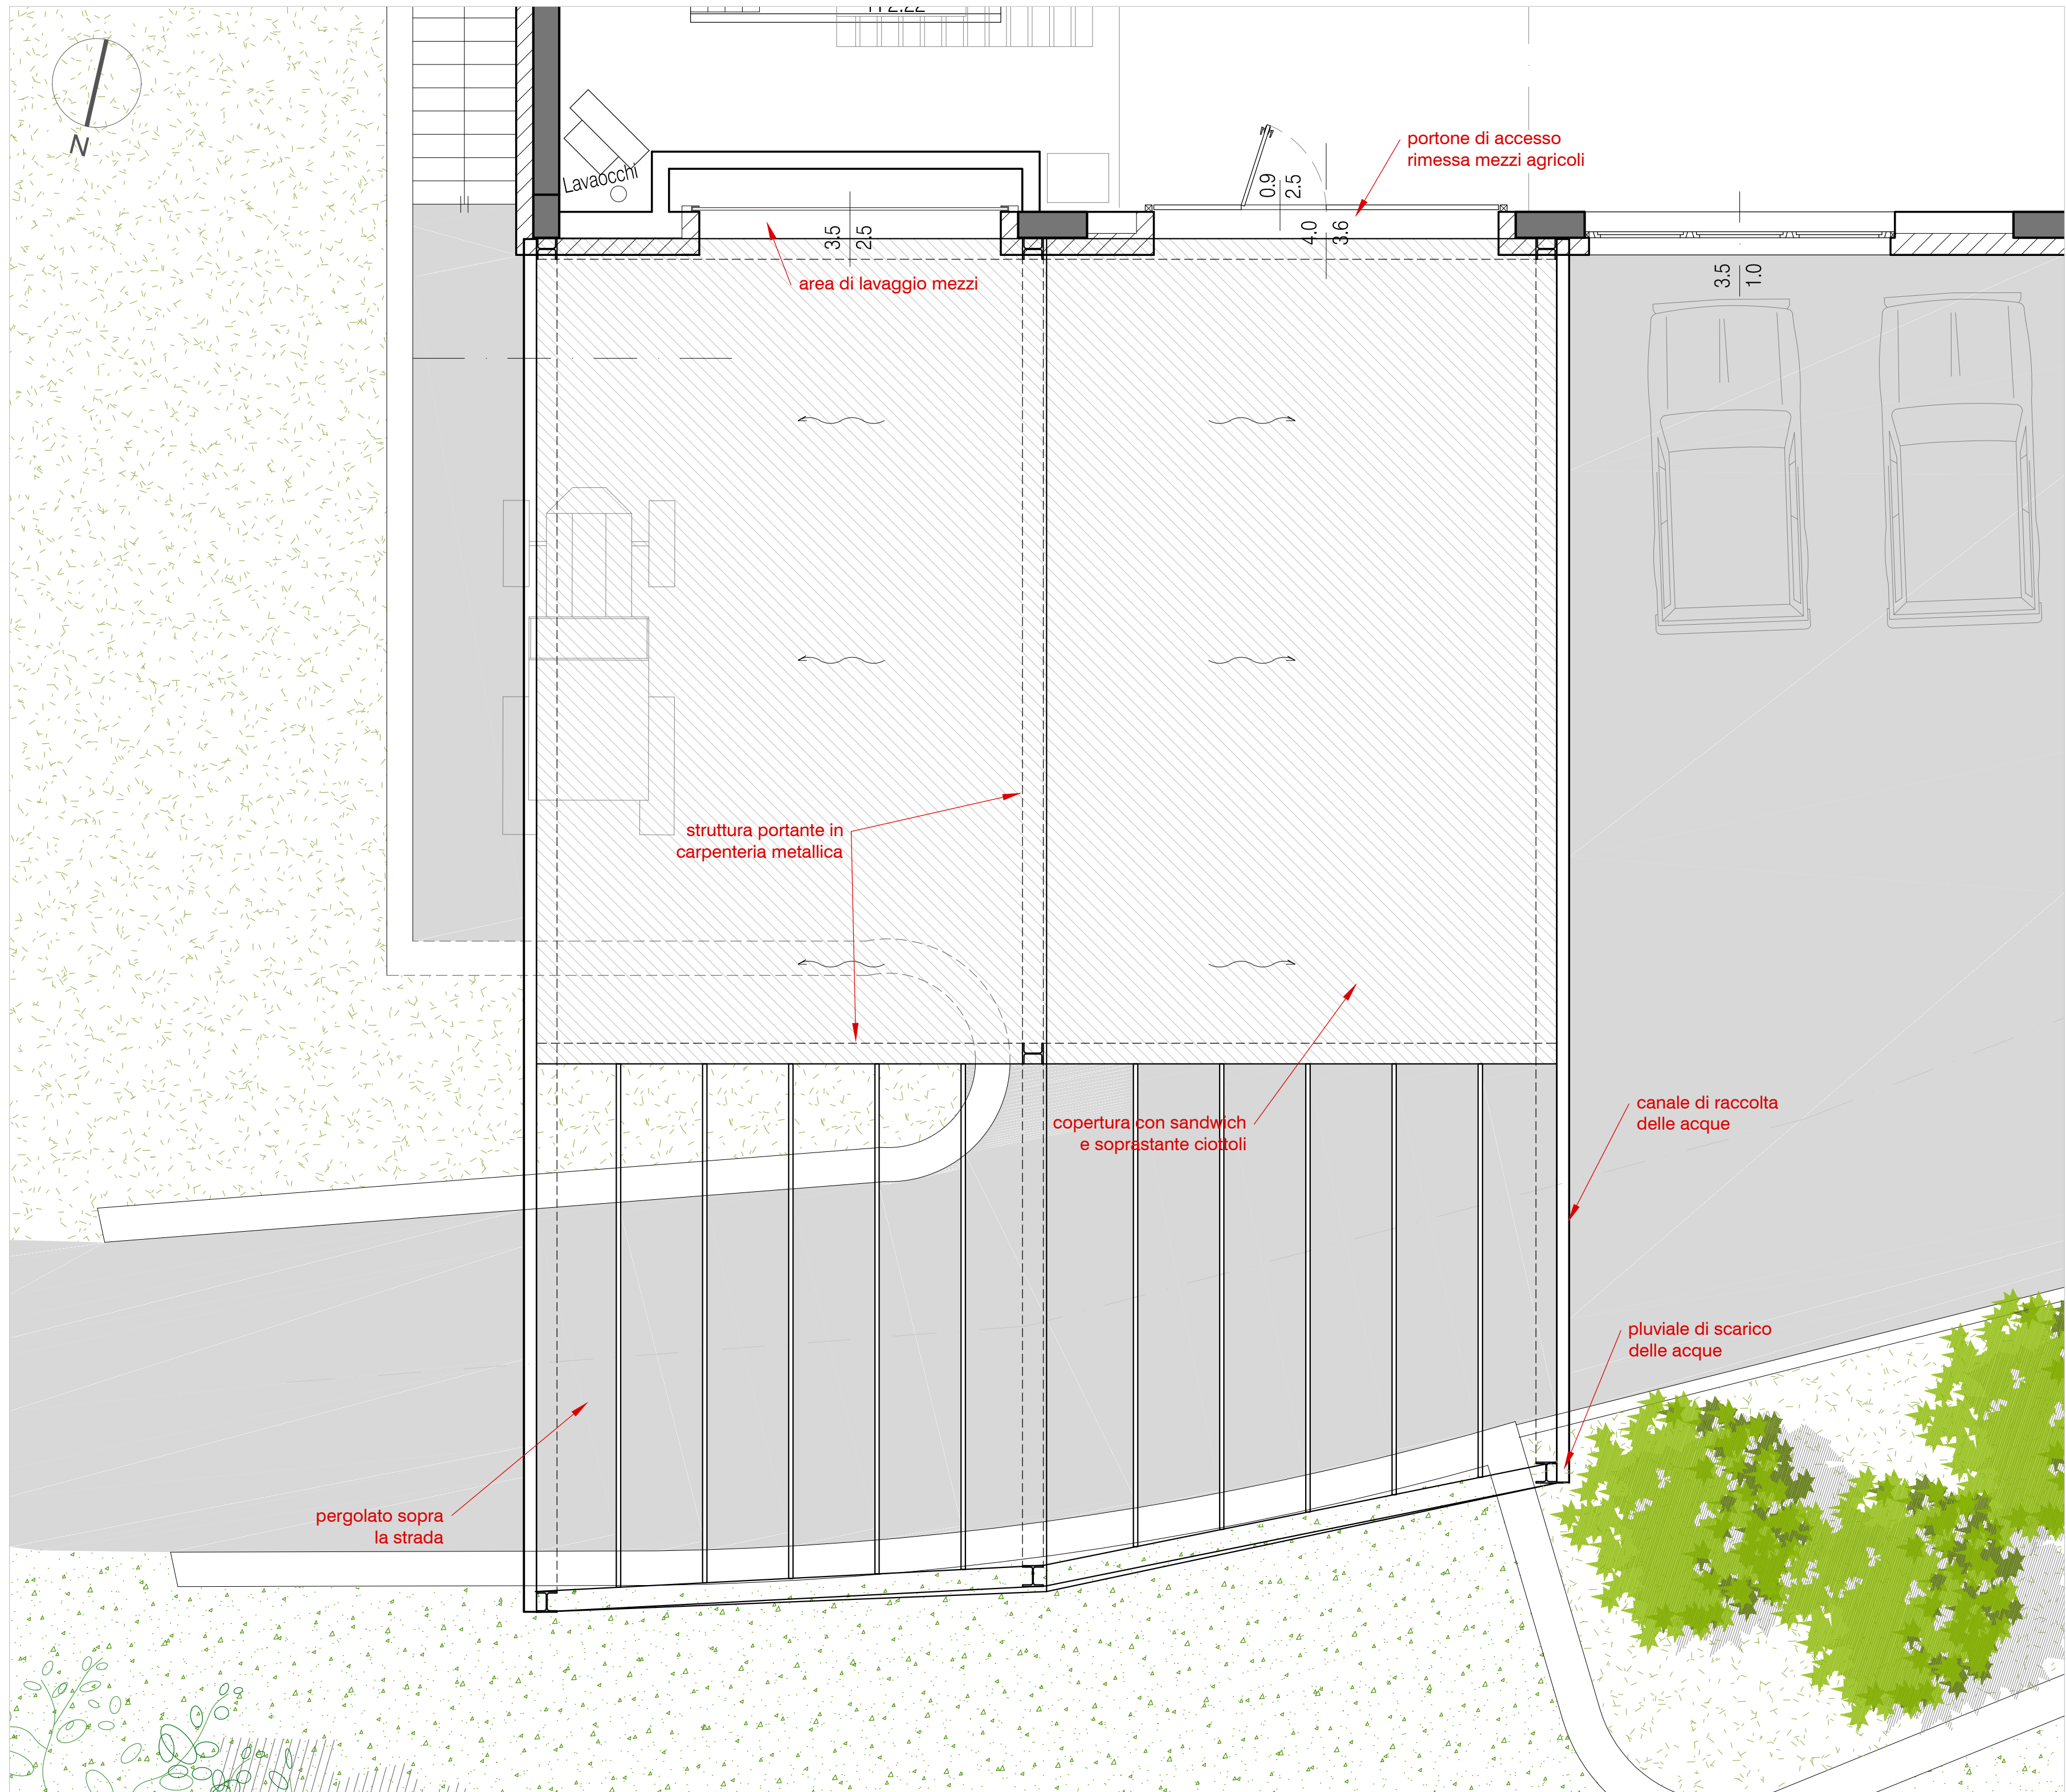 N
Lavaocchi
portone di accesso
rimessa mezzi agricoli
0.9
2.5
3.5
2.5
4.0
3.6
area di lavaggio mezzi
3.5
1.0
struttura portante in
carpenteria metallica
copertura con sandwich
e soprastante ciottoli
canale di raccolta
delle acque
pluviale di scarico
delle acque
pergolato sopra
la strada